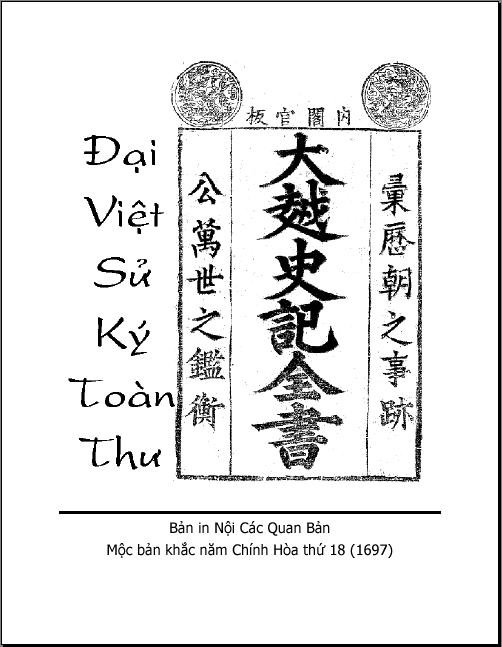 內閣官板
彙歷朝之事跡
大越史記全書
公萬世之鑑衡
Đại
Việt
Sử
Ký
Toàn
Thư
Bản in Nội Các Quan Bản
Mộc bản khắc năm Chính Hòa thứ 18 (1697)